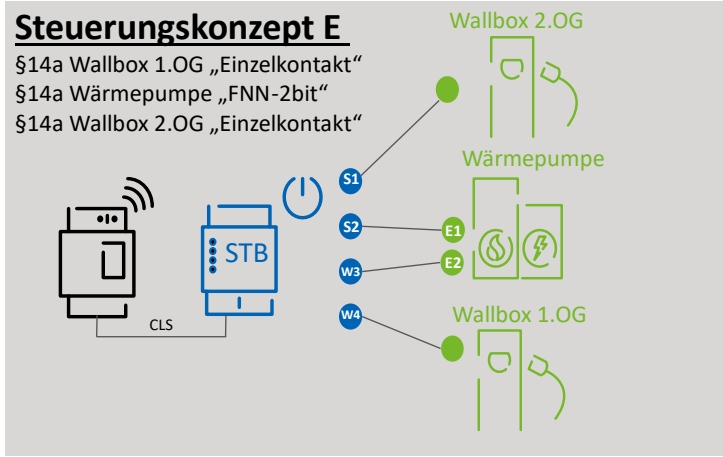 Steuerungskonzept E
§14a Wallbox 1.OG „Einzelkontakt“
§14a Wärmepumpe „FNN-2bit“
§14a Wallbox 2.OG „Einzelkontakt“
Wallbox 2.OG
S1
Wärmepumpe
S2
E1
STB
E2
W3
W4
Wallbox 1.OG
CLS